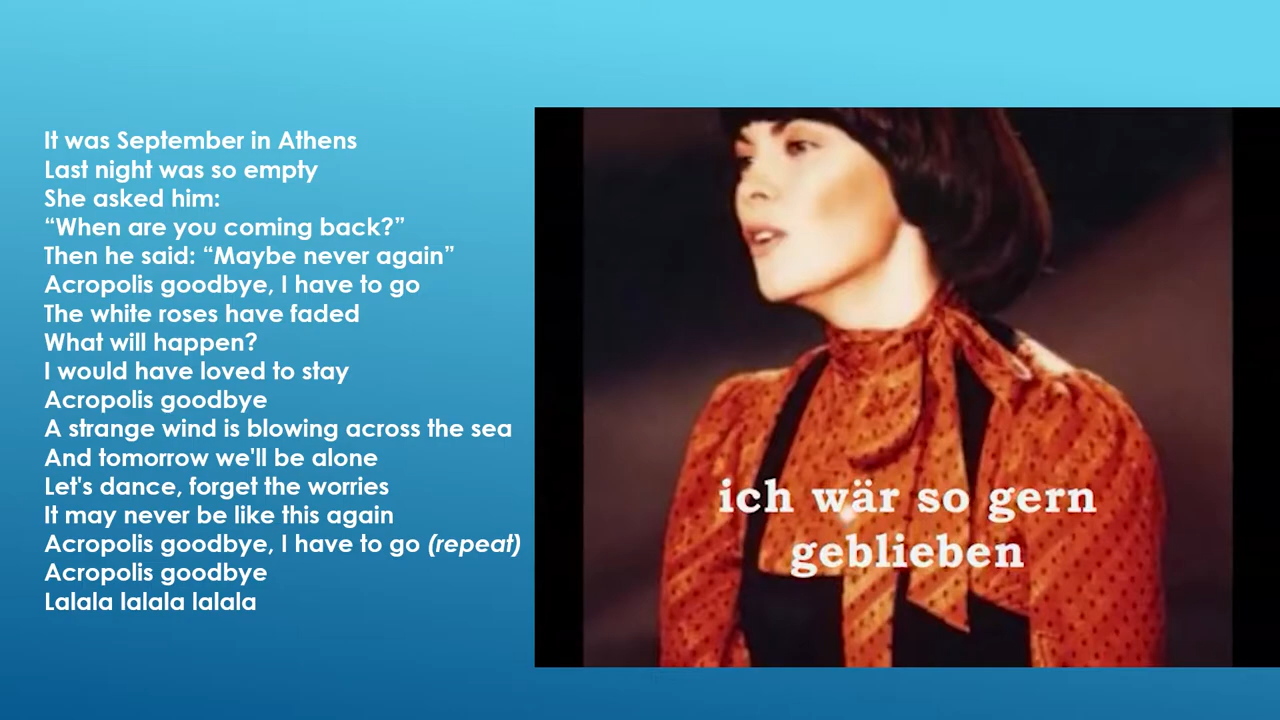 It was September in Athens
Last night was so empty
She asked him:
“When are you coming back?”
Then he said: “Maybe never again”
Acropolis goodbye, I have to go
The white roses have faded
What will happen?
I would have loved to stay
Acropolis goodbye
A strange wind is blowing across the sea
And tomorrow we'll be alone
Let's dance, forget the worries
It may never be like this again
Acropolis goodbye, I have to go (repeat)
Acropolis goodbye
Lalala lalala lalala
ich wär so gern
geblieben